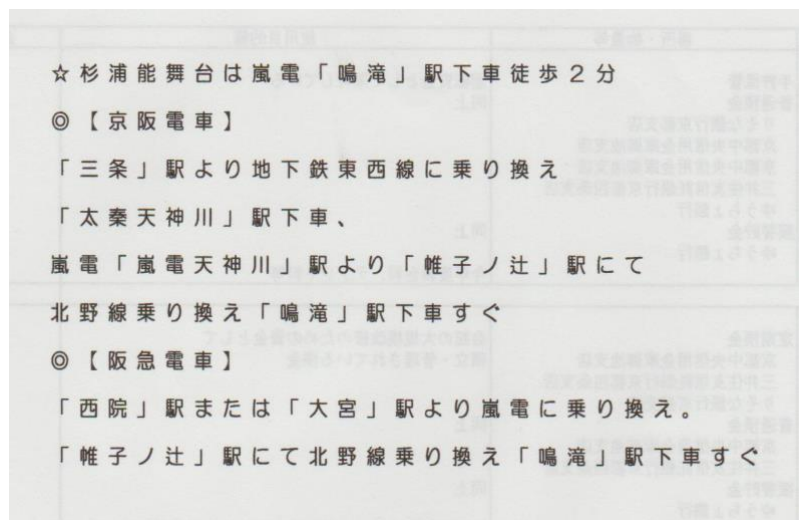 ☆杉浦能舞台は嵐電「鳴滝」駅下車徒歩２分
◎【京阪電車】
「三条」駅より地下鉄東西線に乗り換え
「太秦天神川」駅下車、
嵐電「嵐電天神川」駅より「帷子ノ辻」駅にて
北野線乗り換え「鳴滝」駅下車すぐ
◎【阪急電車】
「西院」駅または「大宮」駅より嵐電に乗り換え。
「帷子ノ辻」駅にて北野線乗り換え「鳴滝」駅下車すぐ